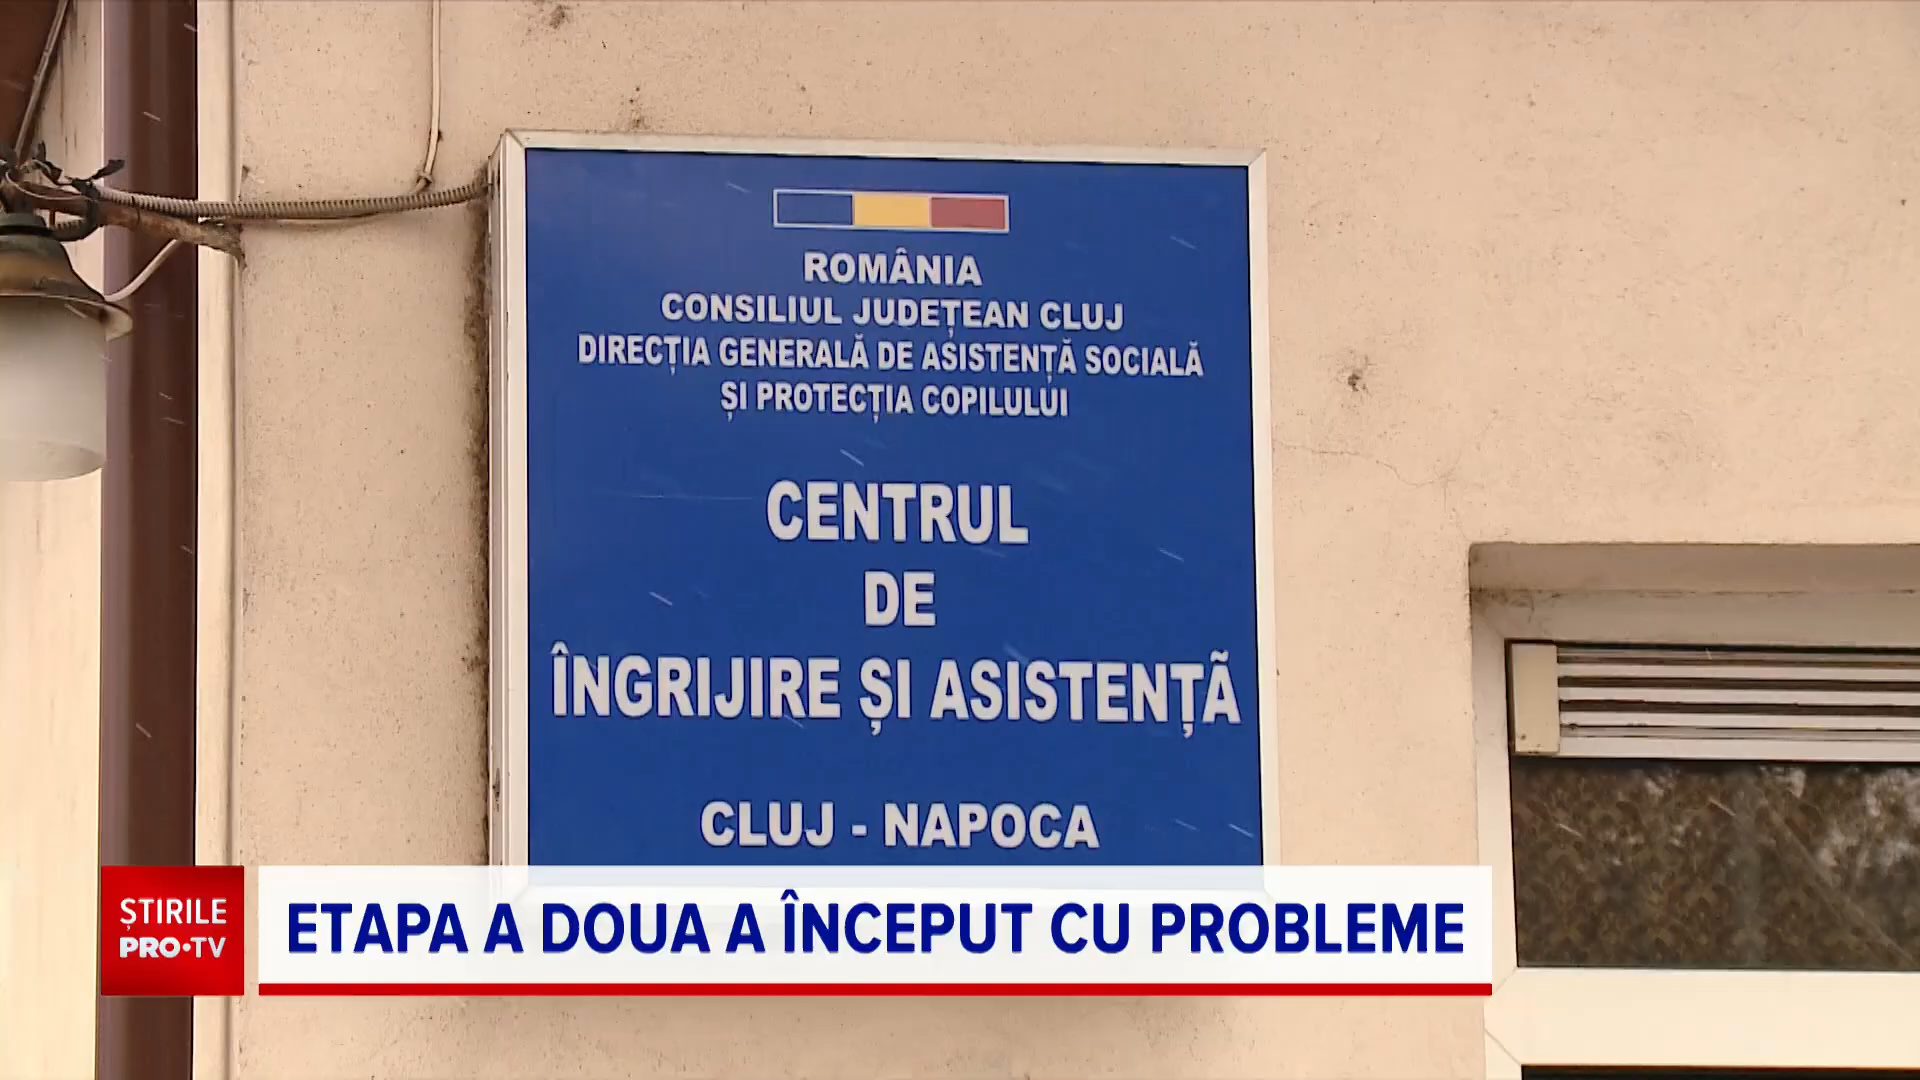 ROMÂNIA
CONSILIUL JUDEȚEAN CLUJ
DIRECȚIA GENERALĂ DE ASISTENȚĂ SOCIALĂ
ȘI PROTECȚIA COPILULUI
CENTRUL
DE
ÎNGRIJIRE ȘI ASISTENȚÃ
CLUJ - NAPOCA
ȘTIRILE
PRO•TV
ETAPA A DOUA A ÎNCEPUT CU PROBLEME